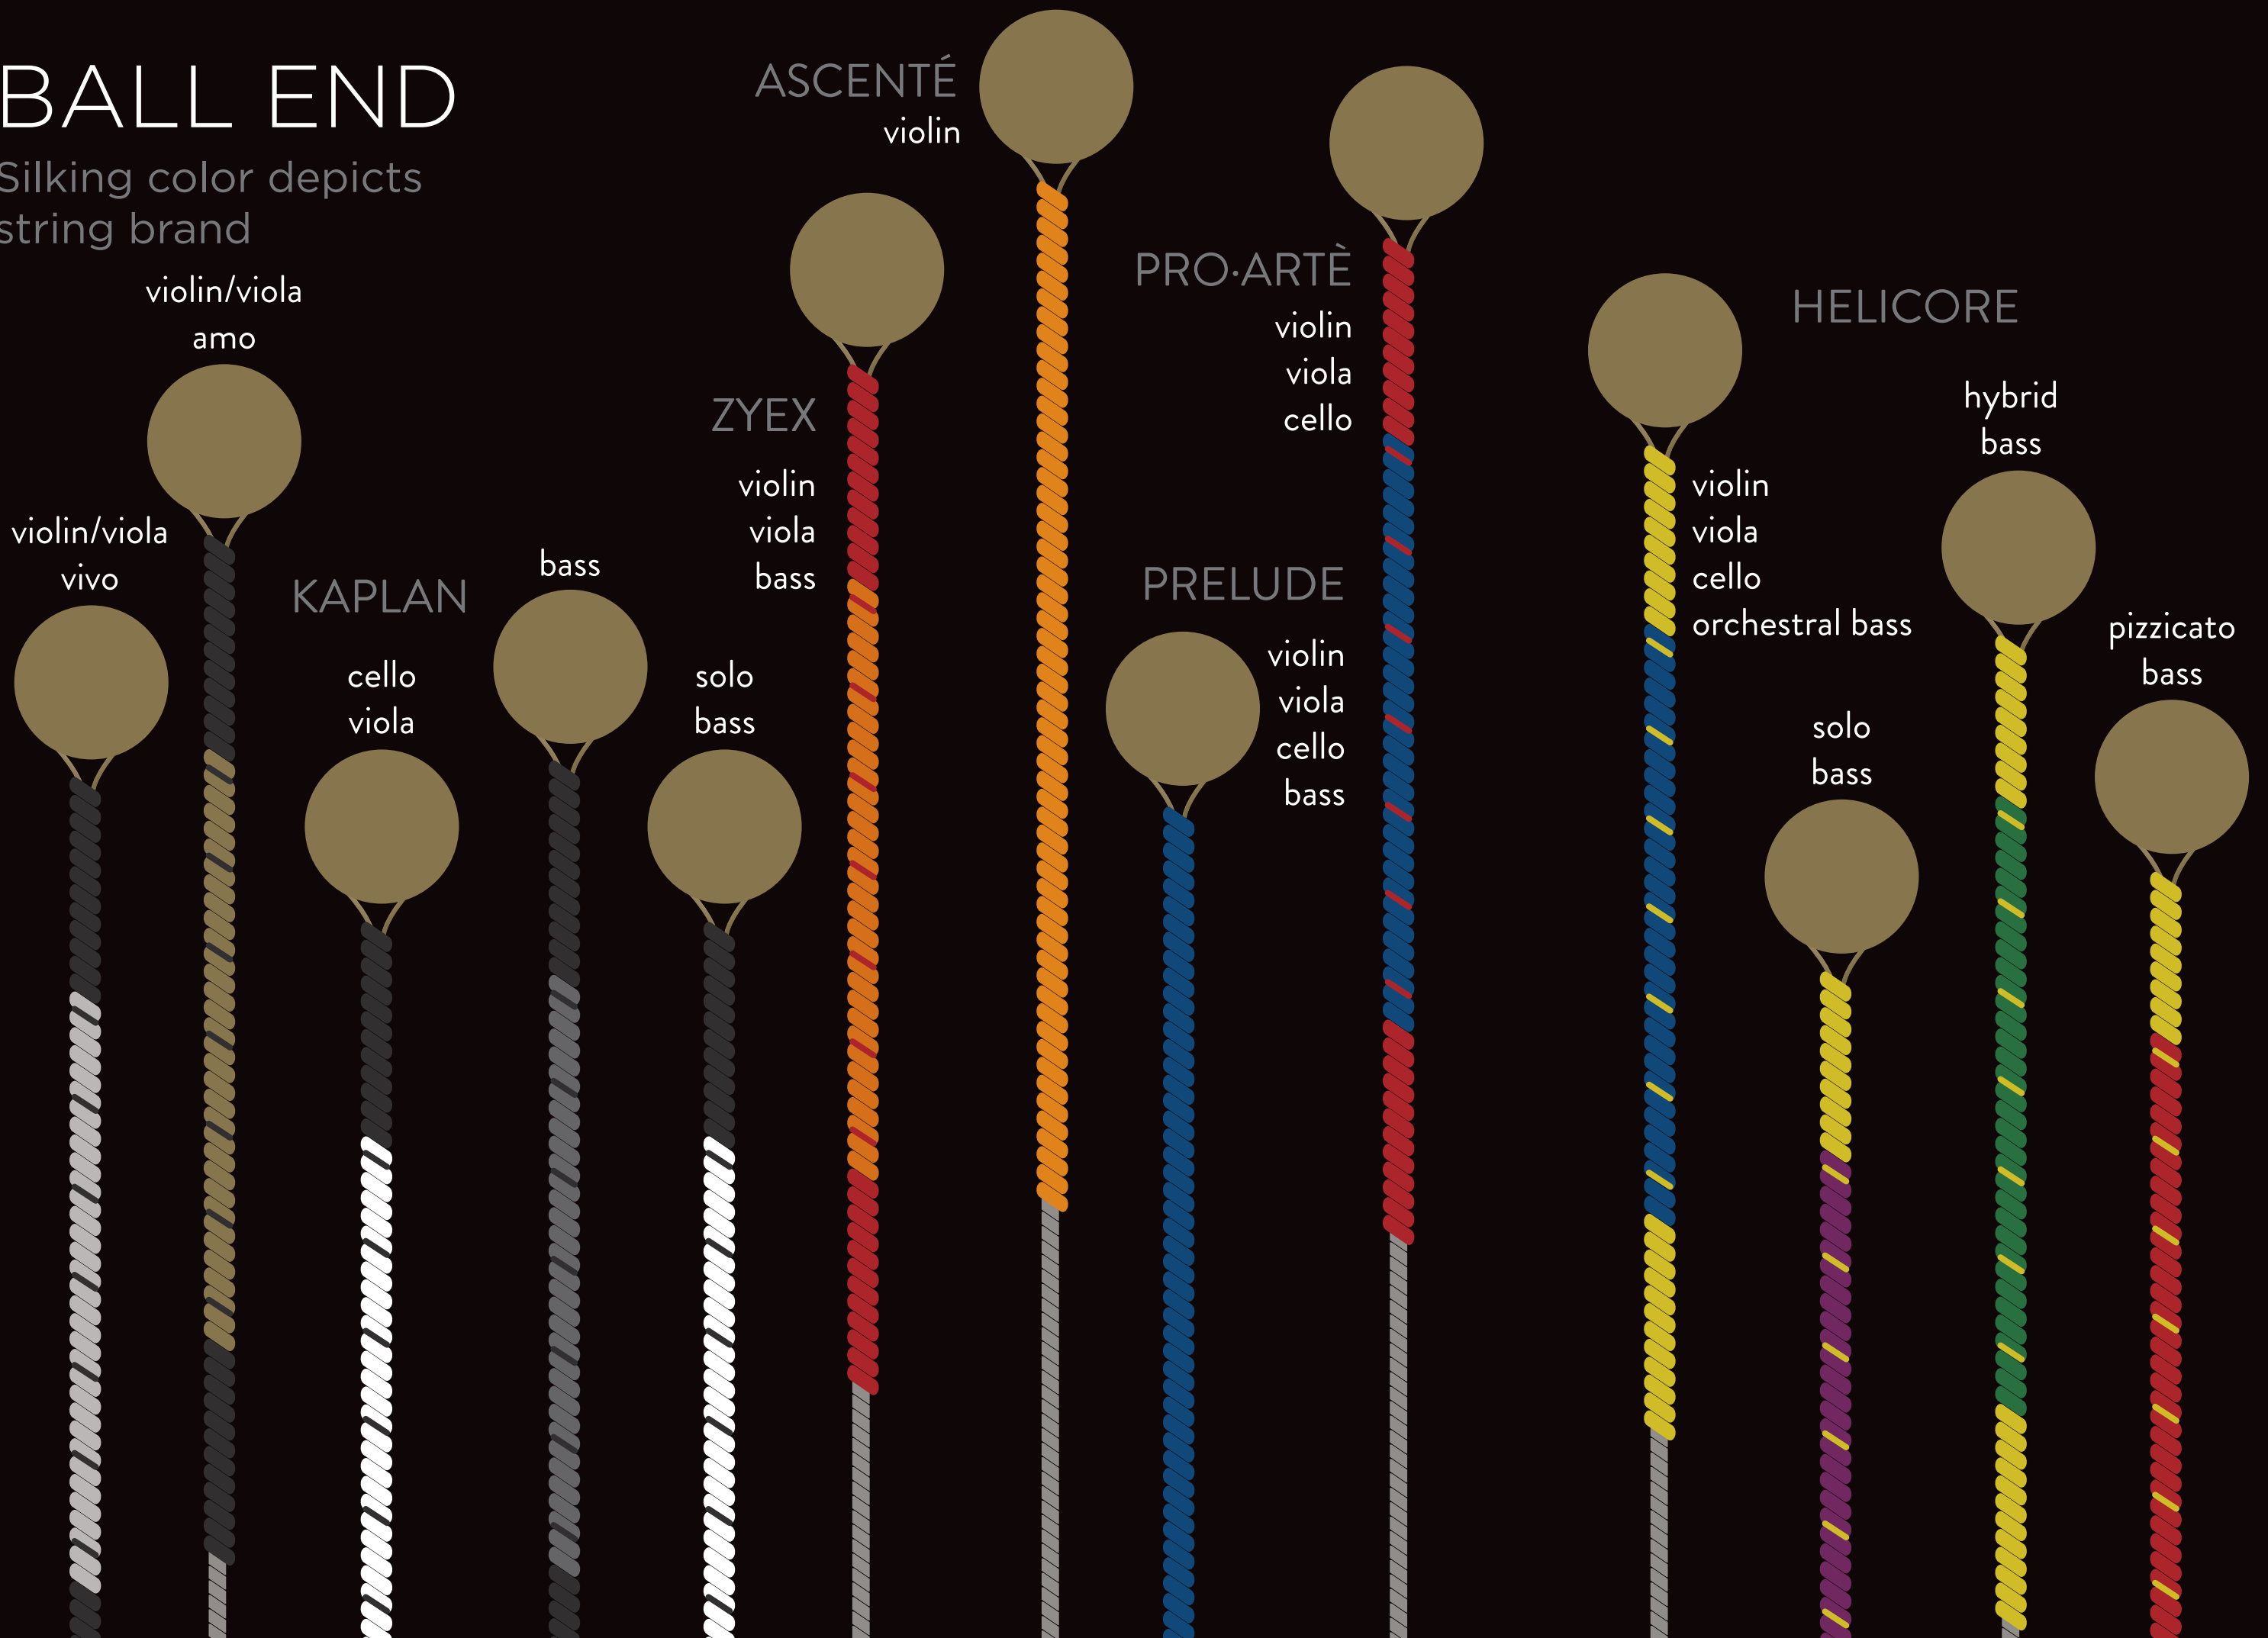 BALL END
Silking color depicts
string brand
violin/viola
amo
violin/viola
vivo
KAPLAN
cello
viola
bass
solo
bass
ZYEX
violin
viola
bass
ASCENTÉ
violin
PRO·ARTÈ
violin
viola
cello
PRELUDE
violin
viola
cello
bass
HELICORE
violin
viola
cello
orchestral bass
solo
bass
hybrid
bass
pizzicato
bass